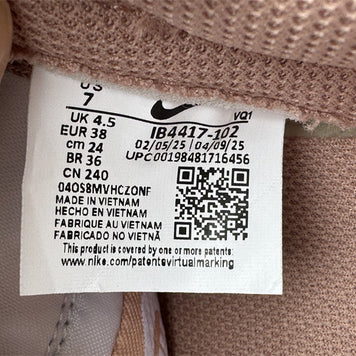 US
7
UK 4.5
EUR 38
cm 24
BR 36
CN 240
VQ1
IB4417-102
02/05/25 | 04/09/25
UPC00198481716456
04OS8MVHCZONF
MADE IN VIETNAM
HECHO EN VIETNAM
FABRIQUE AU VIETNAM
FABRICADO NO VIETNÃ
This product is covered by one or more patents:
www.nike.com/patentsvirtualmarking